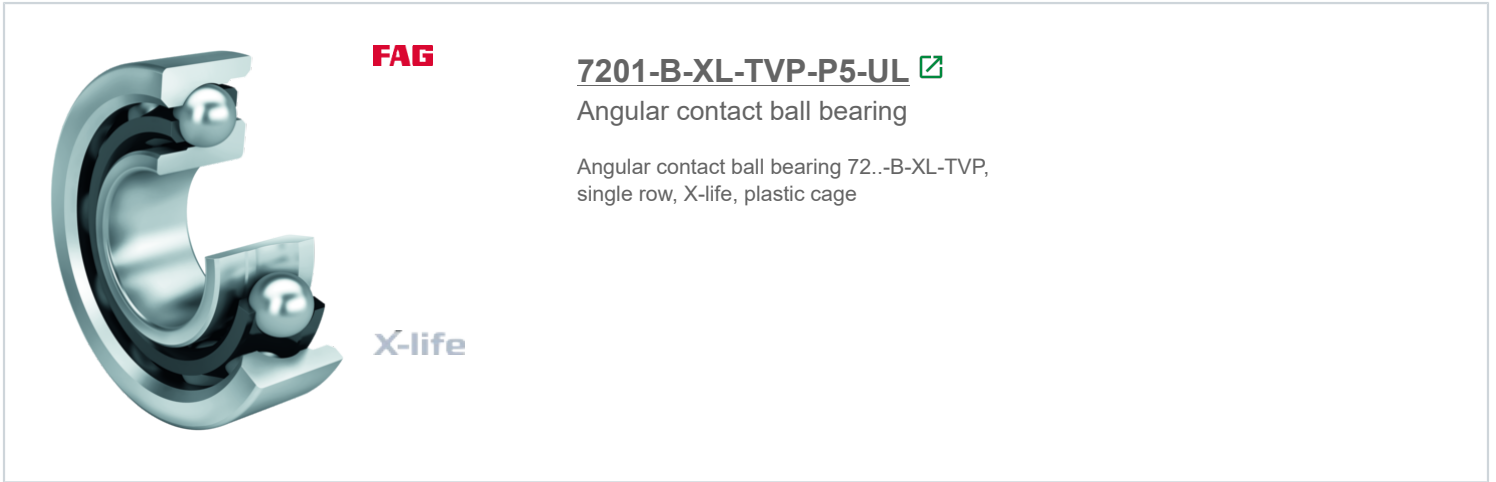 FAG
7201-B-XL-TVP-P5-UL
Angular contact ball bearing
Angular contact ball bearing 72..-B-XL-TVP,
single row, X-life, plastic cage
X-life